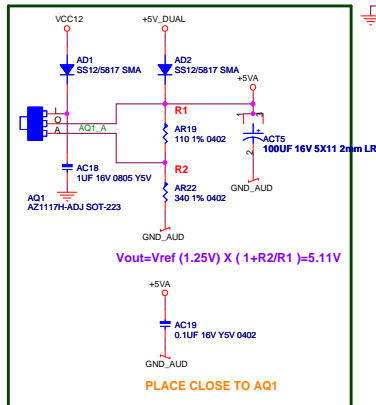 VCC12
+5V_DUAL
AD1
SS12/5817 SMA
AD2
SS12/5817 SMA
+5VA
I
O
A
AQ1_A
R1
AR19
110 1% 0402
1
3
+
2
ACT5
100UF 16V 5X11 2mm LR
AC18
1UF 16V 0805 Y5V
R2
AR22
340 1% 0402
GND_AUD
AQ1
AZ1117H-ADJ SOT-223
GND_AUD
Vout=Vref (1.25V) X ( 1+R2/R1 )=5.11V
+5VA
AC19
0.1UF 16V Y5V 0402
GND_AUD
PLACE CLOSE TO AQ1